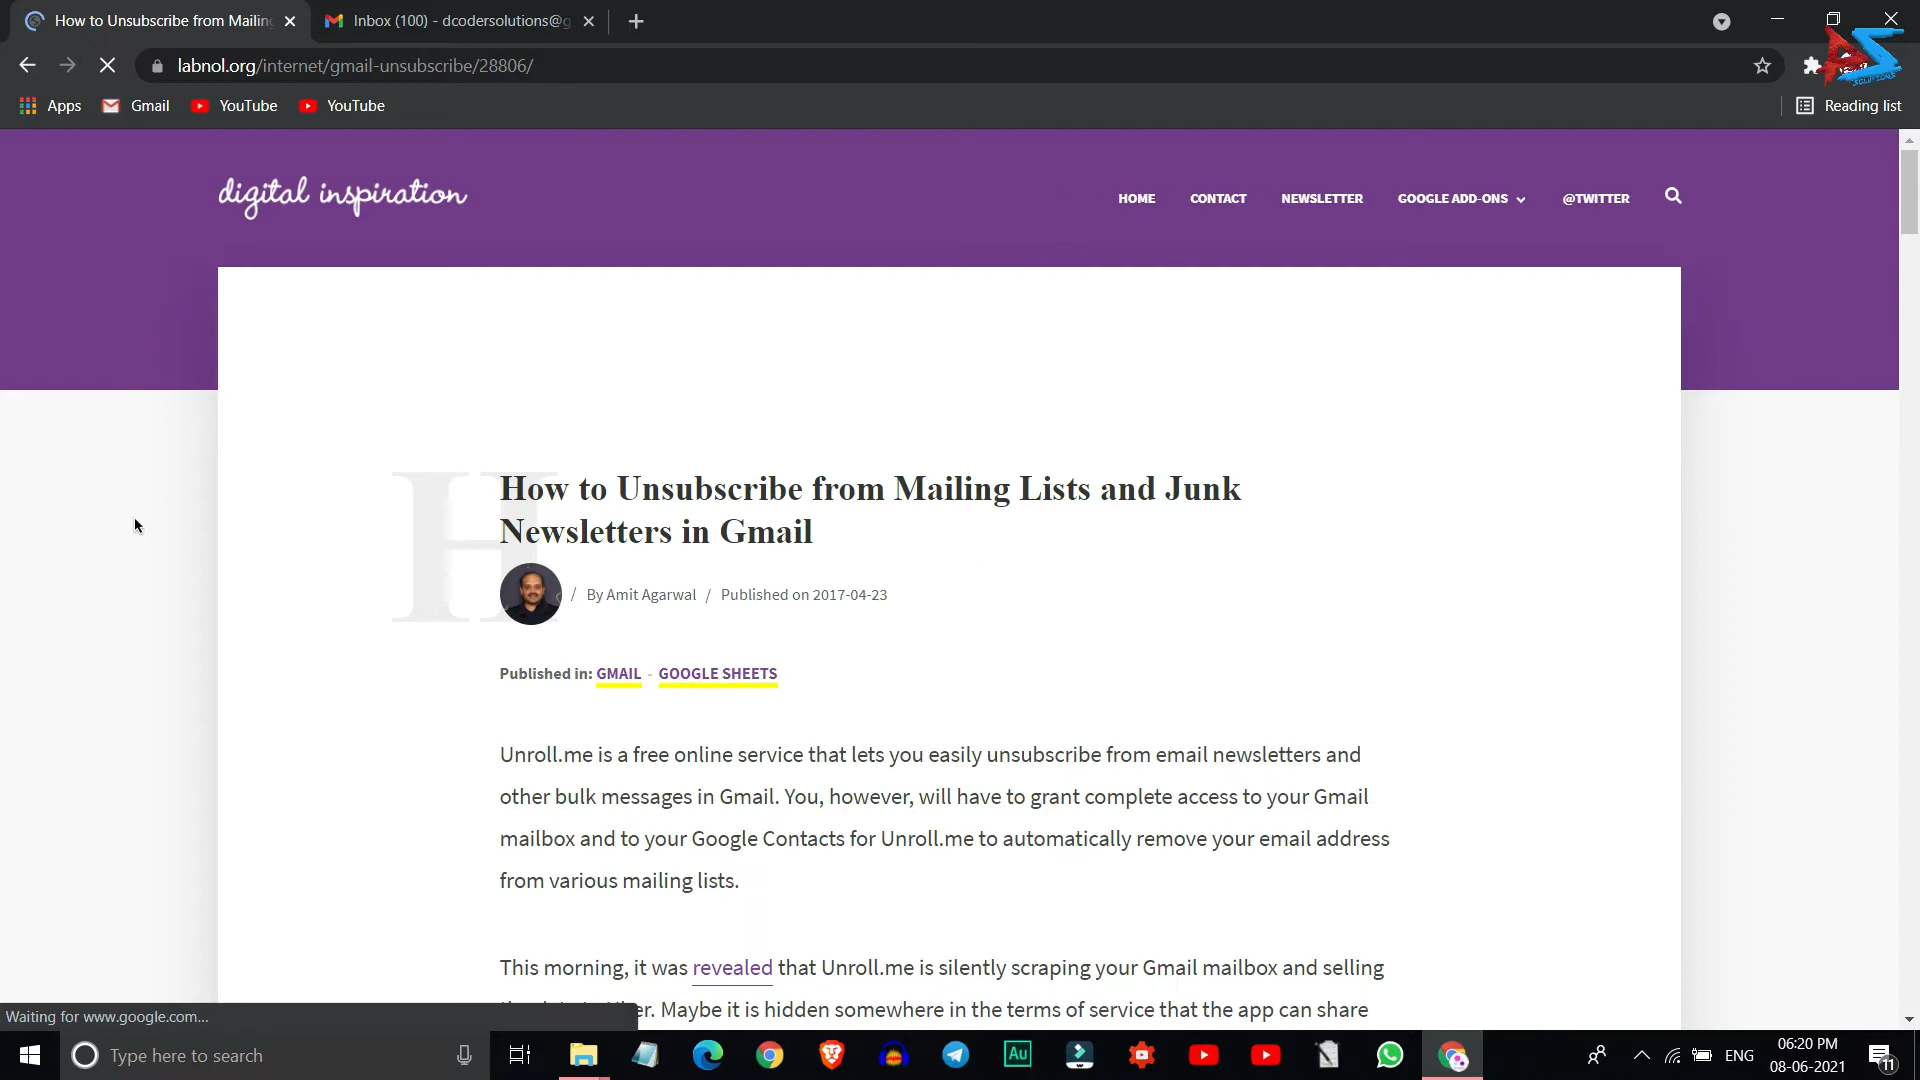 How to Unsubscribe from Mailin
Inbox (100) - dcodersolutions@g
labnol.org/internet/gmail-unsubscribe/28806/
Apps
Gmail
YouTube
YouTube
Reading list
SOLUTIONS
digital inspiration
HOME
CONTACT
NEWSLETTER
GOOGLE ADD-ONS
@TWITTER
H
How to Unsubscribe from Mailing Lists and Junk
Newsletters in Gmail
/ By Amit Agarwal / Published on 2017-04-23
Published in: GMAIL - GOOGLE SHEETS
Unroll.me is a free online service that lets you easily unsubscribe from email newsletters and
other bulk messages in Gmail. You, however, will have to grant complete access to your Gmail
mailbox and to your Google Contacts for Unroll.me to automatically remove your email address
from various mailing lists.
This morning, it was revealed that Unroll.me is silently scraping your Gmail mailbox and selling
er. Maybe it is hidden somewhere in the terms of service that the app can share
Waiting for www.google.com...
Type here to search
Au
ENG
06:20 PM
08-06-2021
11